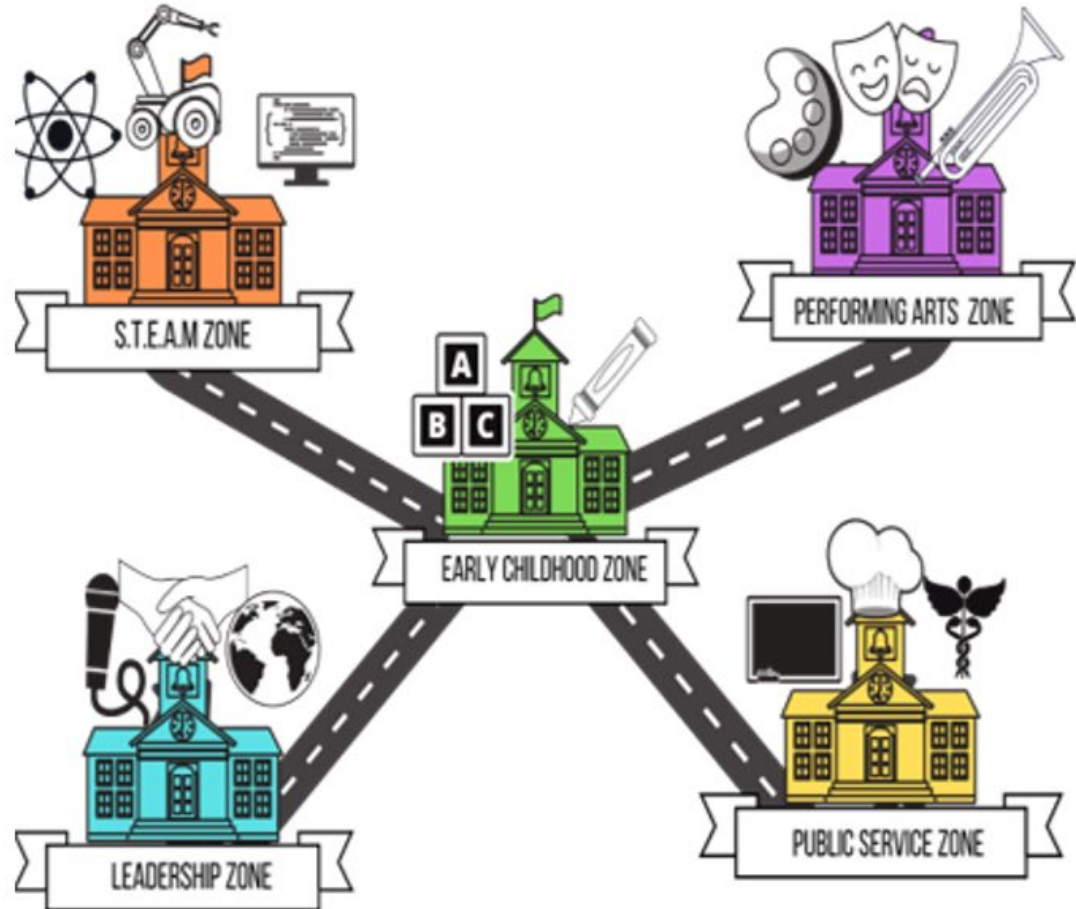 S.T.E.A.M ZONE
PERFORMING ARTS ZONE
A
B C
EARLY CHILDHOOD ZONE
LEADERSHIP ZONE
PUBLIC SERVICE ZONE